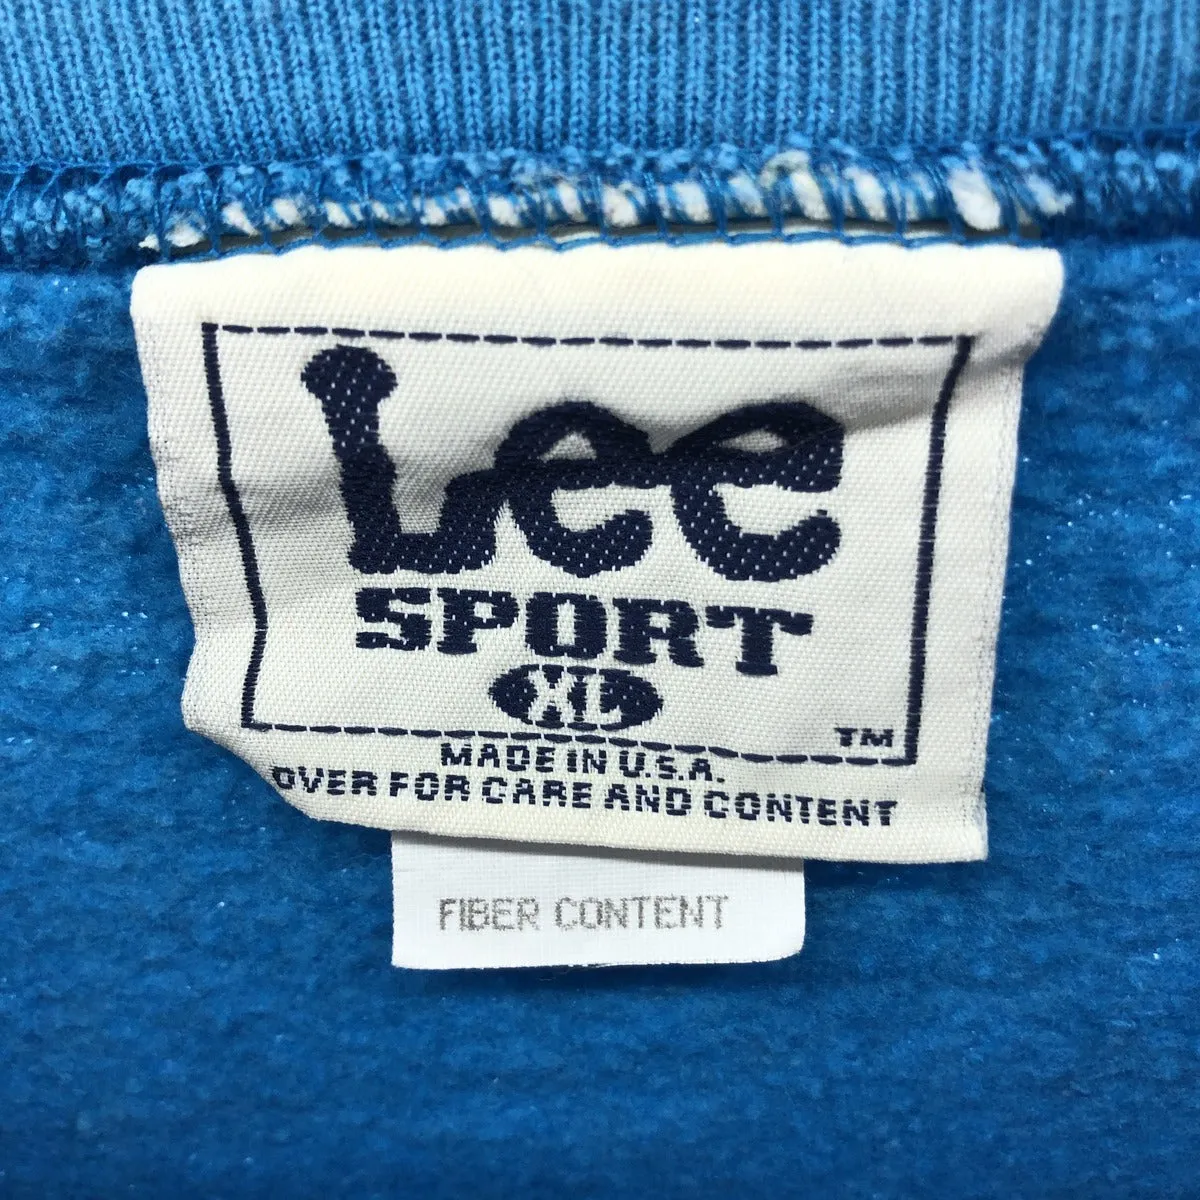 Lee
SPORT
XL
TM
MADE IN U.S.A.
OVER FOR CARE AND CONTENT
FIBER CONTENT